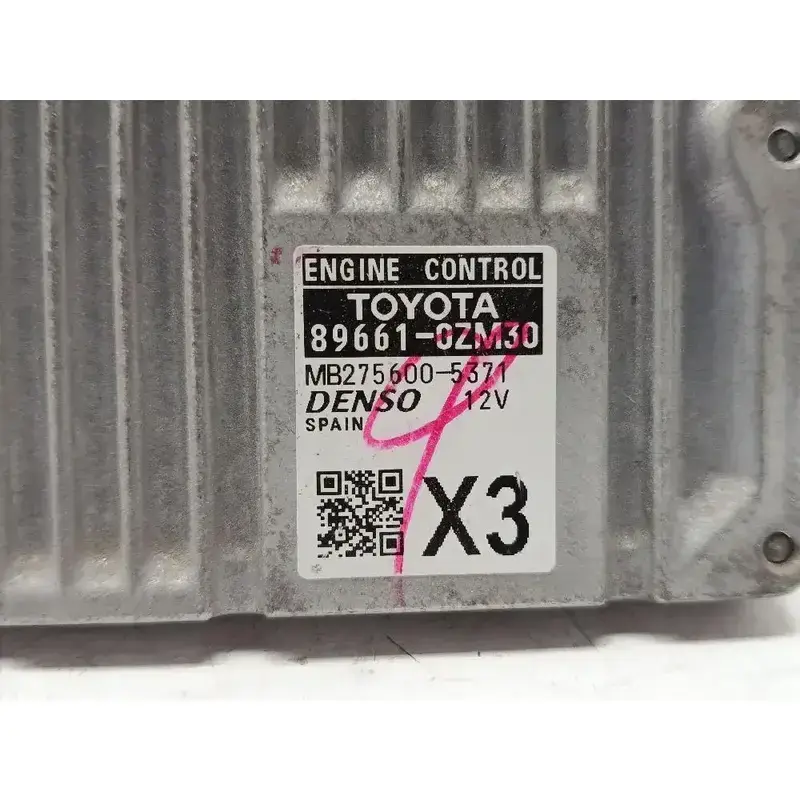 ENGINE CONTROL
TOYOTA
89661-0ZM30
MB275600-5371
DENSO 12V
SPAIN
X3